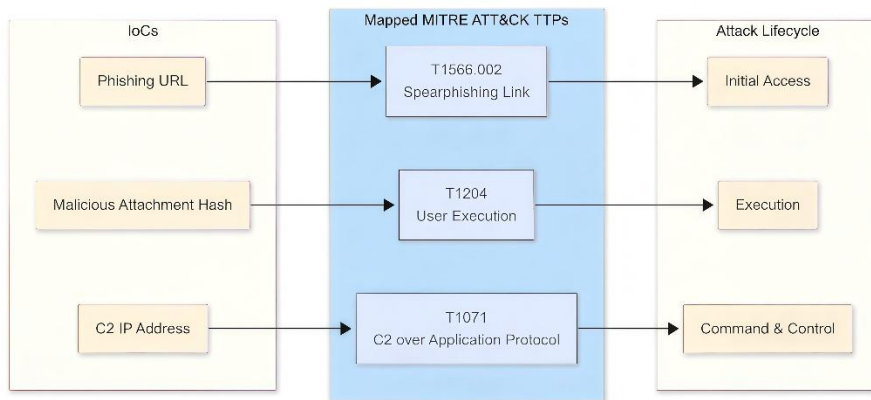 IoCs
Mapped MITRE ATT&CK TTPs
Attack Lifecycle
Phishing URL
T1566.002
Spearphishing Link
Initial Access
Malicious Attachment Hash
T1204
User Execution
Execution
C2 IP Address
T1071
C2 over Application Protocol
Command & Control